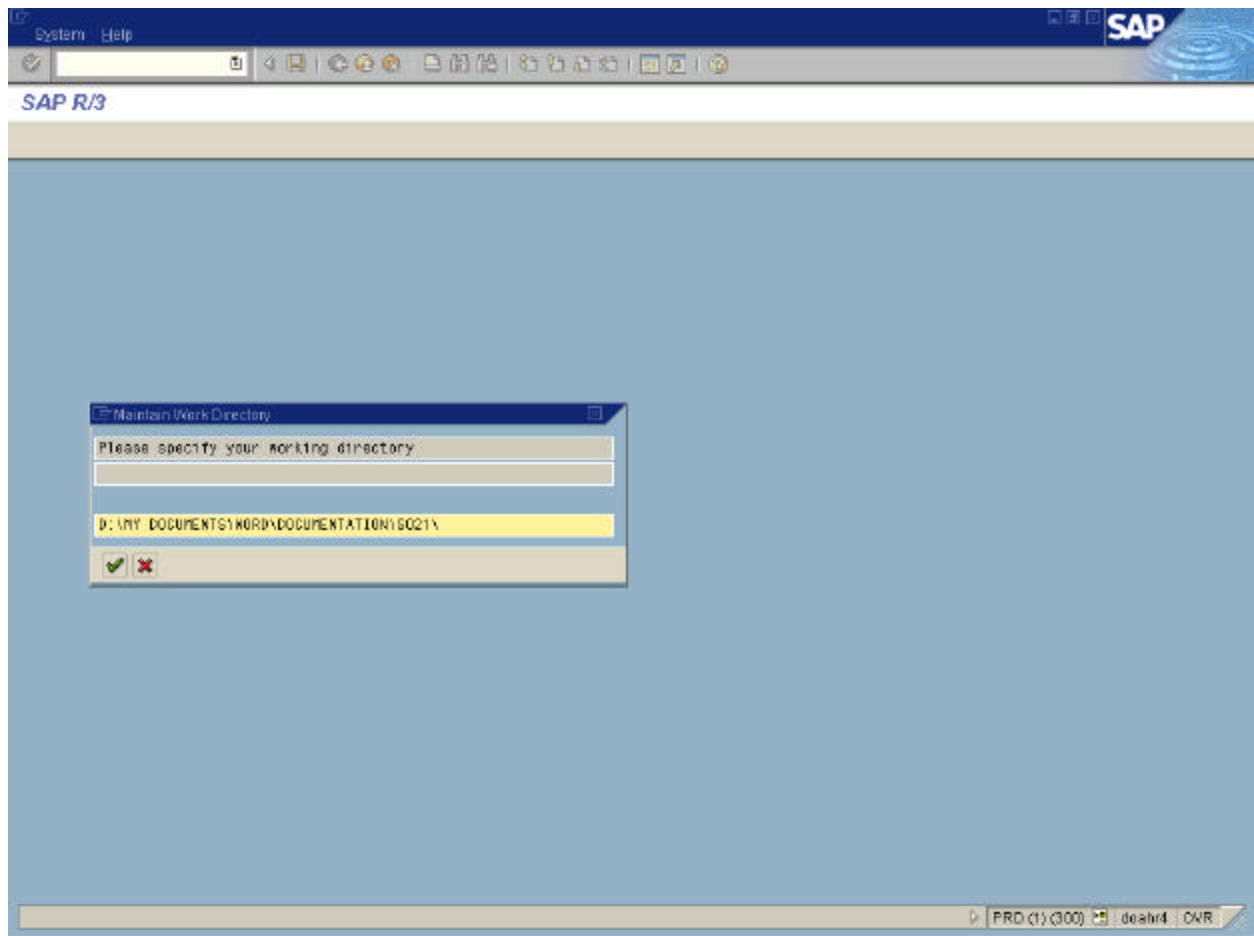 System Help
SAP
SAP R/3
Maintain Work Directory
Please specify your working directory
D:\MY DOCUMENTS\WORD\DOCUMENTATION\SO21\
PRD (1) (300) doahr4 OVR